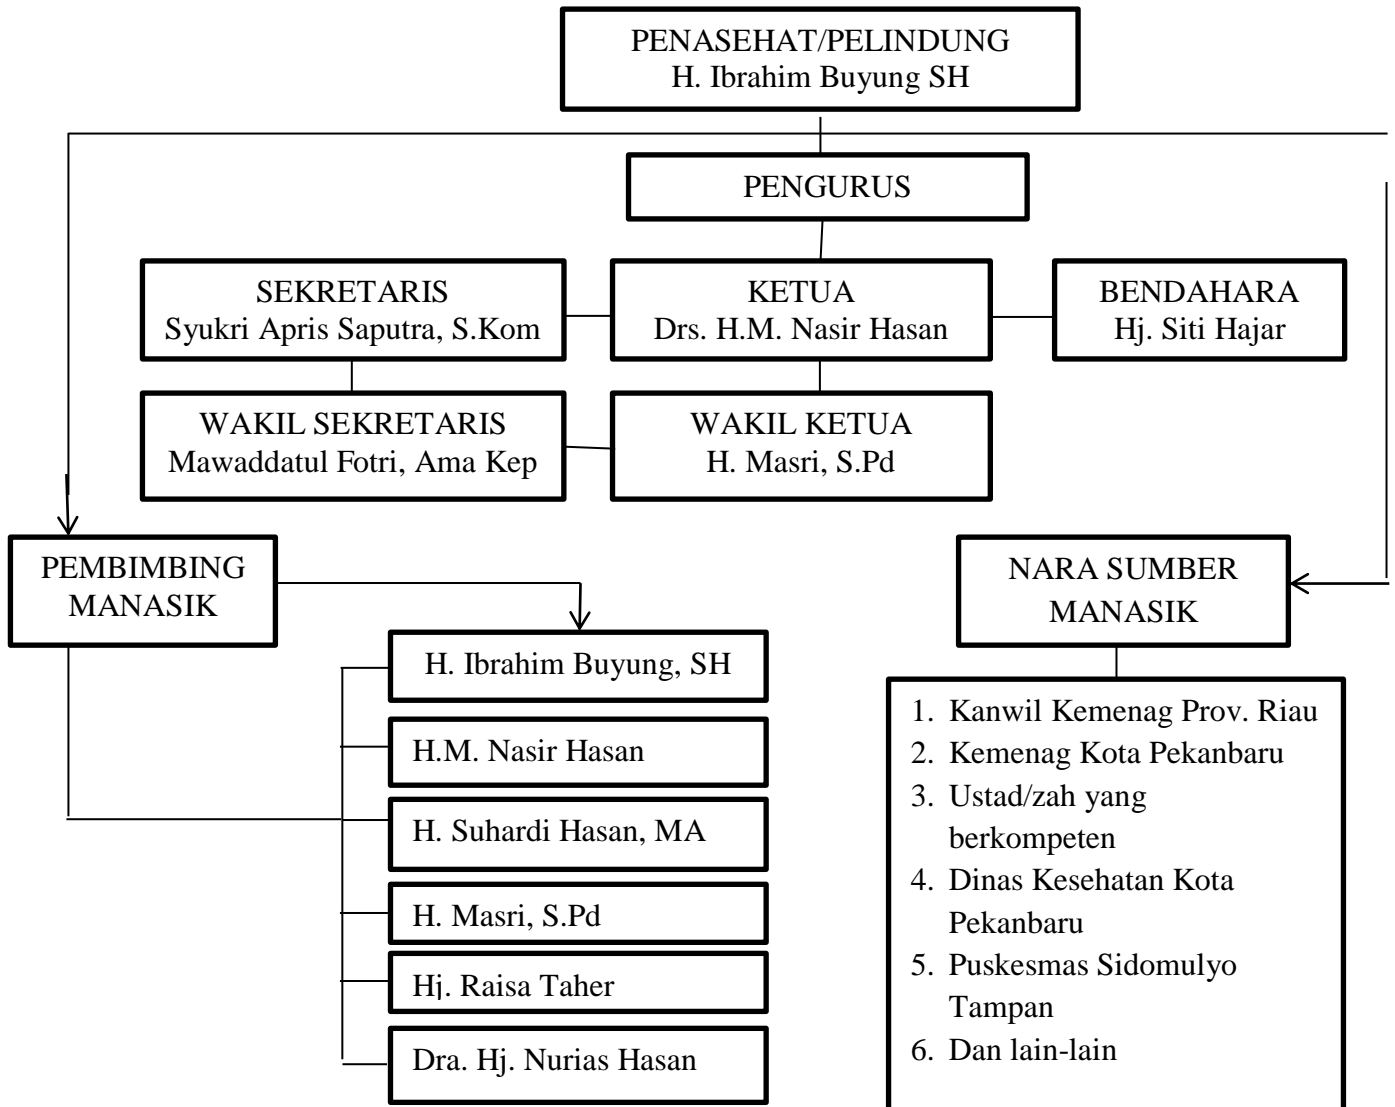 PENASEHAT/PELINDUNG
H. Ibrahim Buyung SH
PENGURUS
SEKRETARIS
Syukri Apris Saputra, S.Kom
KETUA
Drs. H.M. Nasir Hasan
BENDAHARA
Hj. Siti Hajar
WAKIL SEKRETARIS
Mawaddatul Fotri, Ama Kep
WAKIL KETUA
H. Masri, S.Pd
PEMBIMBING
MANASIK
H. Ibrahim Buyung, SH
H.M. Nasir Hasan
H. Suhardi Hasan, MA
H. Masri, S.Pd
Hj. Raisa Taher
Dra. Hj. Nurias Hasan
NARA SUMBER
MANASIK
1. Kanwil Kemenag Prov. Riau
2. Kemenag Kota Pekanbaru
3. Ustad/zah yang
berkompeten
4. Dinas Kesehatan Kota
Pekanbaru
5. Puskesmas Sidomulyo
Tampan
6. Dan lain-lain